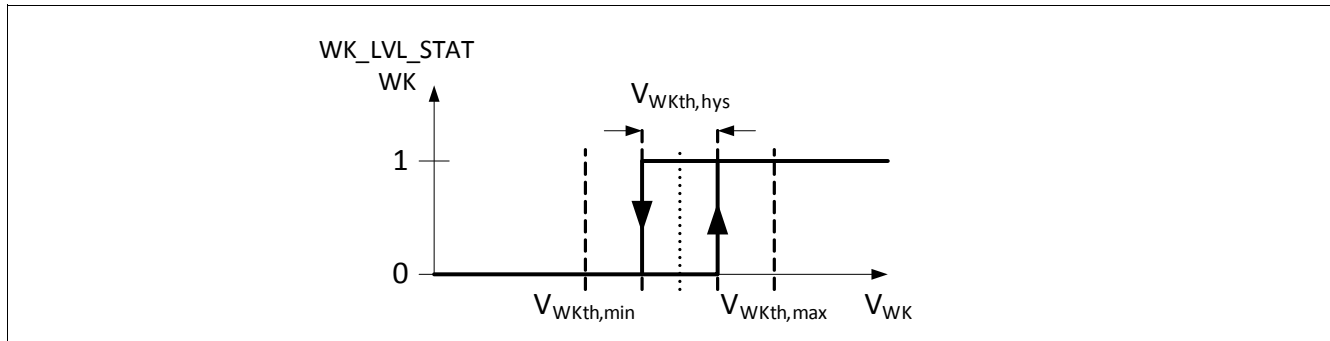 WK_LVL_STAT
WK
V_WKth,hys
1
0
V_WKth,min
V_WKth,max
V_WK